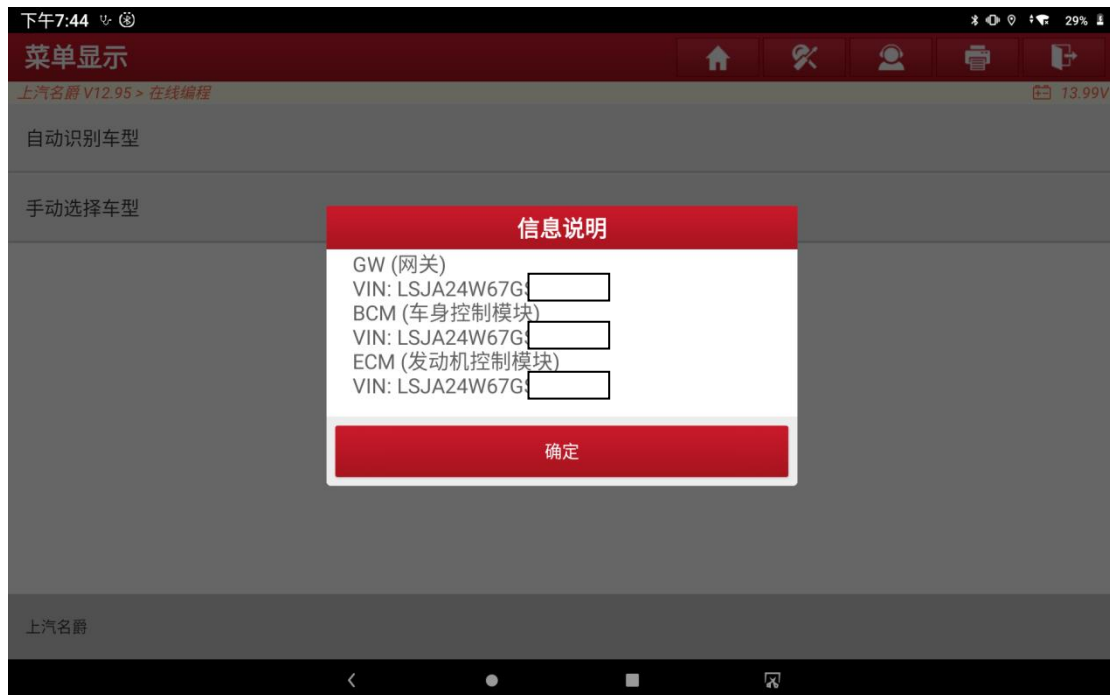 下午7:44
29%
菜单显示
上汽名爵 V12.95 > 在线编程
13.99V
自动识别车型
手动选择车型
信息说明
GW (网关)
VIN: LSJA24W67GS
BCM (车身控制模块)
VIN: LSJA24W67GS
ECM (发动机控制模块)
VIN: LSJA24W67GS
确定
上汽名爵